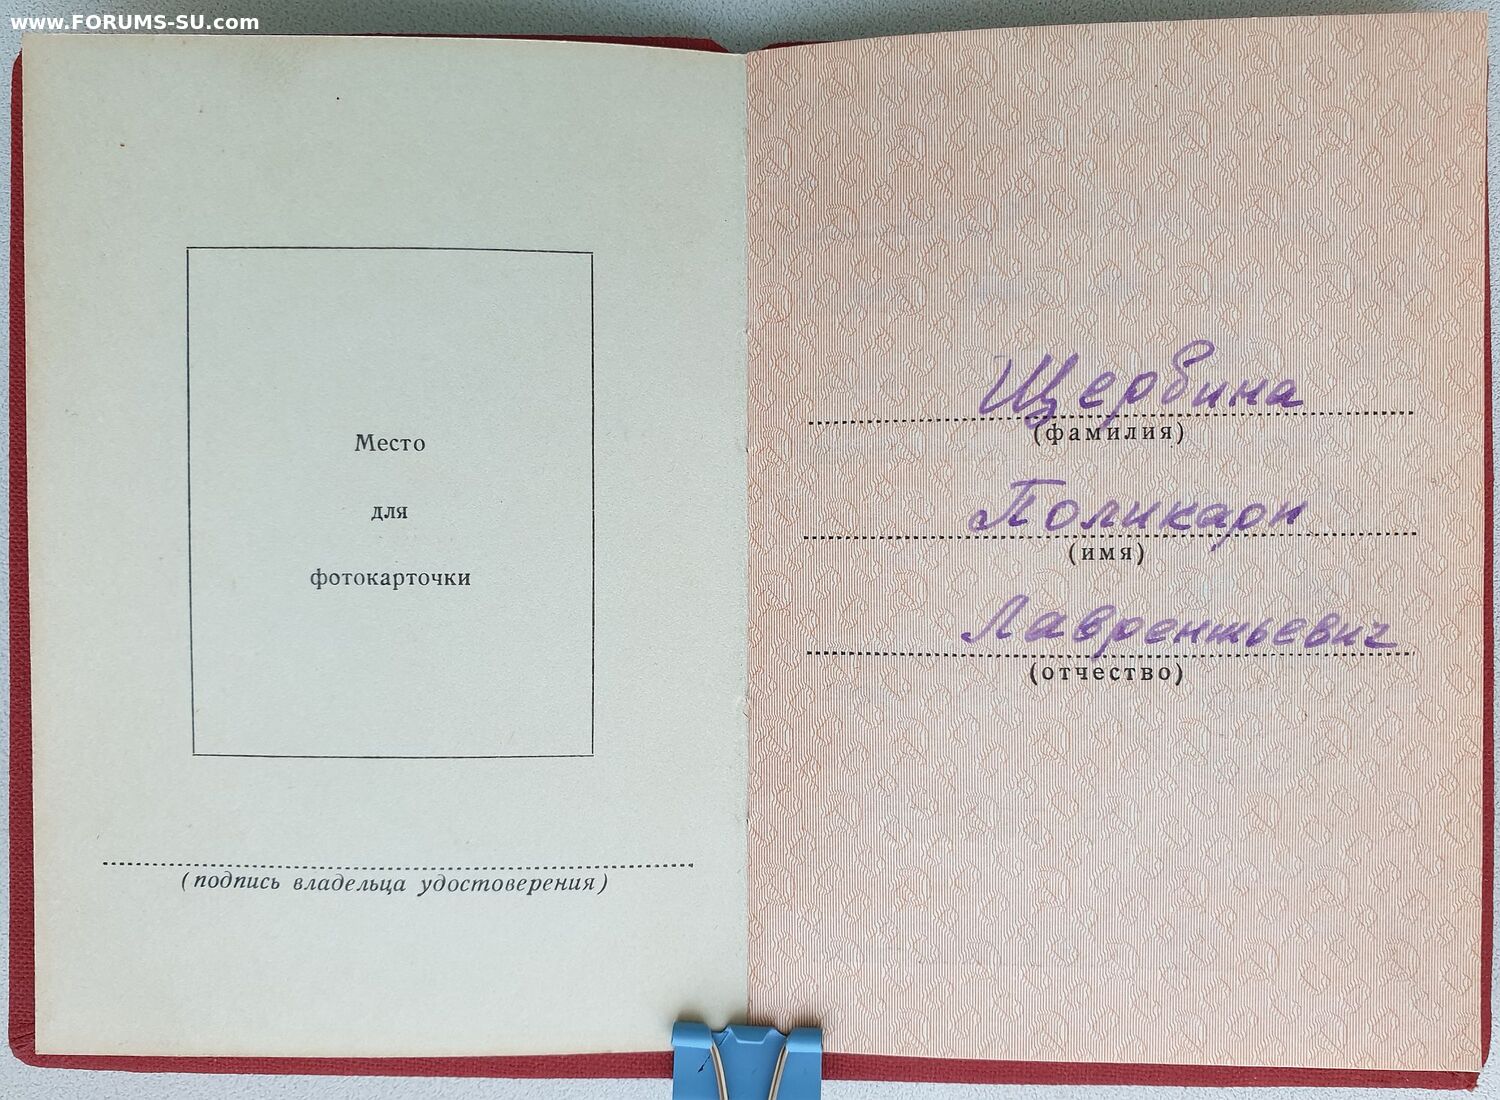 www.FORUMS-SU.com
Место
для
фотокарточки
(подпись владельца удостоверения)
Щербина
(фамилия)
Поликарп
(имя)
Лаврентьевич
(отчество)